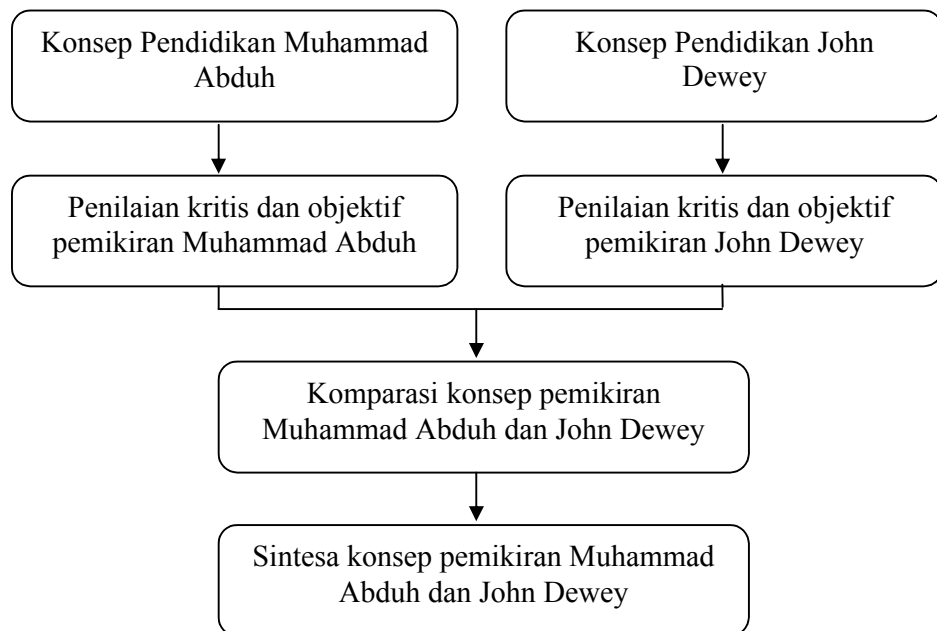 Konsep Pendidikan Muhammad
Abduh
Konsep Pendidikan John
Dewey
Penilaian kritis dan objektif
pemikiran Muhammad Abduh
Penilaian kritis dan objektif
pemikiran John Dewey
Komparasi konsep pemikiran
Muhammad Abduh dan John Dewey
Sintesa konsep pemikiran Muhammad
Abduh dan John Dewey